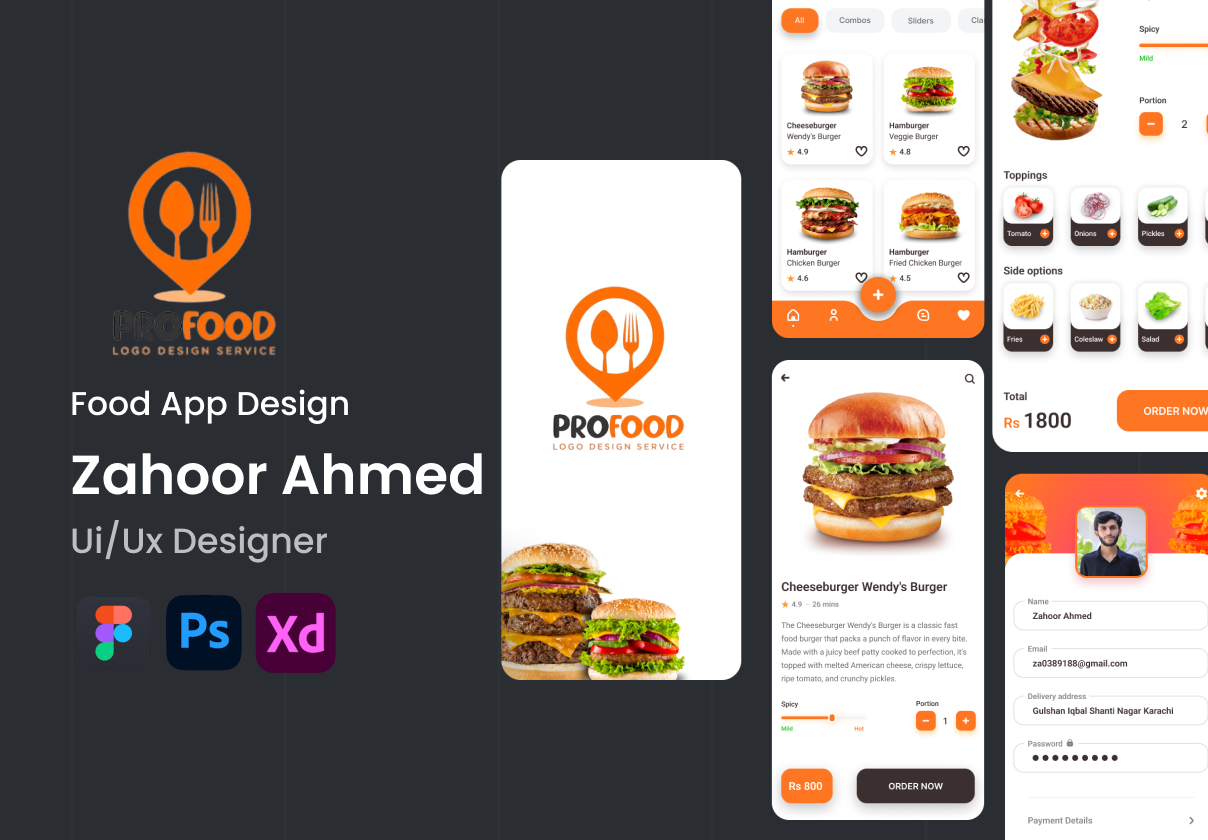 PROFOOD
LOGO DESIGN SERVICE
Food App Design
Zahoor Ahmed
Ui/Ux Designer
Ps
Xd
PROFOOD
LOGO DESIGN SERVICE
All
Combos
Sliders
Cla
Cheeseburger
Wendy's Burger
4.9
Hamburger
Veggie Burger
4.8
Hamburger
Chicken Burger
4.6
Hamburger
Fried Chicken Burger
4.5
+
Cheeseburger Wendy's Burger
4.9 – 26 mins
The Cheeseburger Wendy's Burger is a classic fast
food burger that packs a punch of flavor in every bite.
Made with a juicy beef patty cooked to perfection, it's
topped with melted American cheese, crispy lettuce,
ripe tomato, and crunchy pickles.
Spicy
Mild
Hot
Portion
− 1 +
Rs 800
ORDER NOW
Spicy
Mild
Portion
− 2
Toppings
Tomato +
Onions +
Pickles +
Side options
Fries +
Coleslaw +
Salad +
Total
Rs 1800
ORDER NOW
Name
Zahoor Ahmed
Email
za0389188@gmail.com
Delivery address
Gulshan Iqbal Shanti Nagar Karachi
Password
●●●●●●●●●
Payment Details